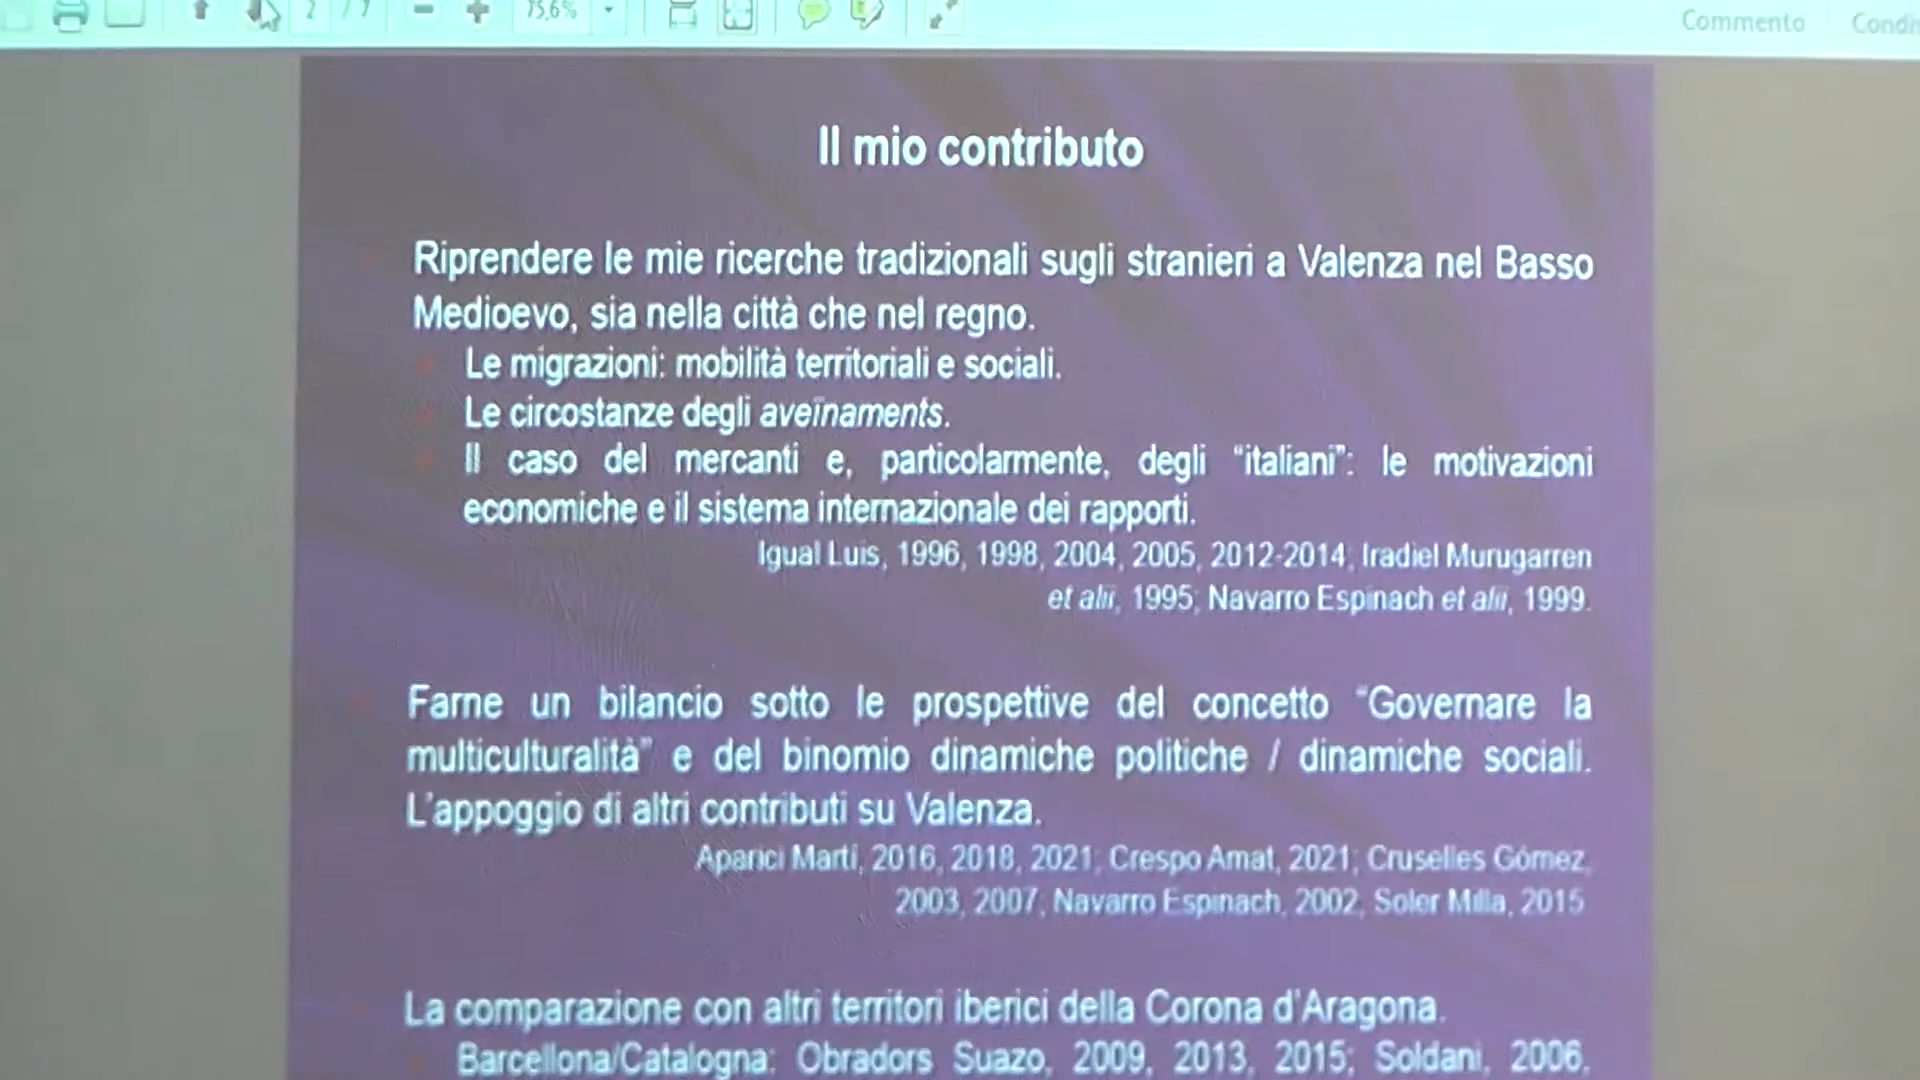 2 / 7 75,6% Commento
Il mio contributo
Riprendere le mie ricerche tradizionali sugli stranieri a Valenza nel Basso
Medioevo, sia nella città che nel regno.
Le migrazioni: mobilità territoriali e sociali.
Le circostanze degli aveïnaments.
Il caso del mercanti e, particolarmente, degli “italiani”: le motivazioni
economiche e il sistema internazionale dei rapporti.
Igual Luis, 1996, 1998, 2004, 2005, 2012-2014; Iradiel Murugarren
et alii, 1995; Navarro Espinach et alii, 1999.
Farne un bilancio sotto le prospettive del concetto “Governare la
multiculturalità” e del binomio dinamiche politiche / dinamiche sociali.
L’appoggio di altri contributi su Valenza.
Aparici Martí, 2016, 2018, 2021; Crespo Amat, 2021; Cruselles Gómez,
2003, 2007; Navarro Espinach, 2002; Soler Milla, 2015
La comparazione con altri territori iberici della Corona d’Aragona.
Barcellona/Catalogna: Obradors Suazo, 2009, 2013, 2015; Soldani, 2006,